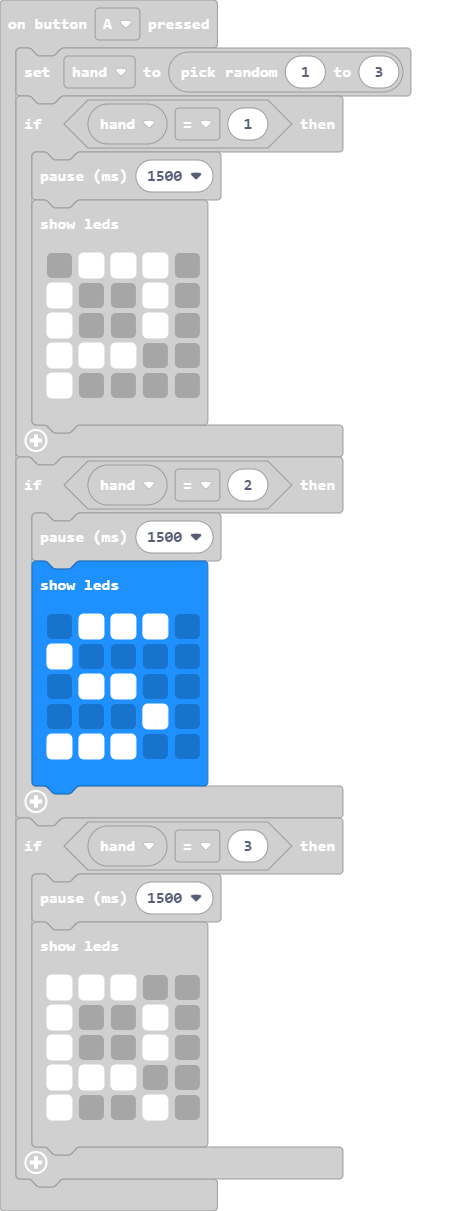 on button A pressed
set hand to pick random 1 to 3
if hand = 1 then
pause (ms) 1500
show leds
if hand = 2 then
pause (ms) 1500
show leds
if hand = 3 then
pause (ms) 1500
show leds